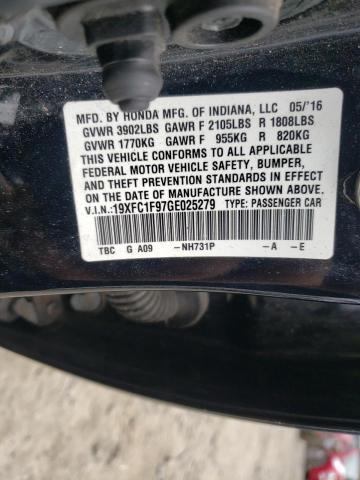 MFD. BY HONDA MFG. OF INDIANA, LLC 05/'16
GVWR 3902LBS GAWR F 2105LBS R 1808LBS
GVWR 1770KG GAWR F 955KG R 820KG
THIS VEHICLE CONFORMS TO ALL APPLICABLE
FEDERAL MOTOR VEHICLE SAFETY, BUMPER,
AND THEFT PREVENTION STANDARDS IN EFFECT
ON THE DATE OF MANUFACTURE SHOWN ABOVE.
V.I.N.:19XFC1F97GE025279 TYPE: PASSENGER CAR
TBC G A09 -NH731P -A -E